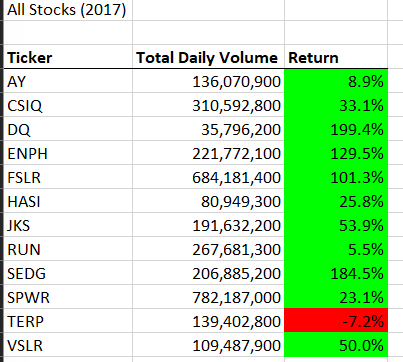 All Stocks (2017)
Ticker Total Daily Volume Return
AY 136,070,900 8.9%
CSIQ 310,592,800 33.1%
DQ 35,796,200 199.4%
ENPH 221,772,100 129.5%
FSLR 684,181,400 101.3%
HASI 80,949,300 25.8%
JKS 191,632,200 53.9%
RUN 267,681,300 5.5%
SEDG 206,885,200 184.5%
SPWR 782,187,000 23.1%
TERP 139,402,800 -7.2%
VSLR 109,487,900 50.0%